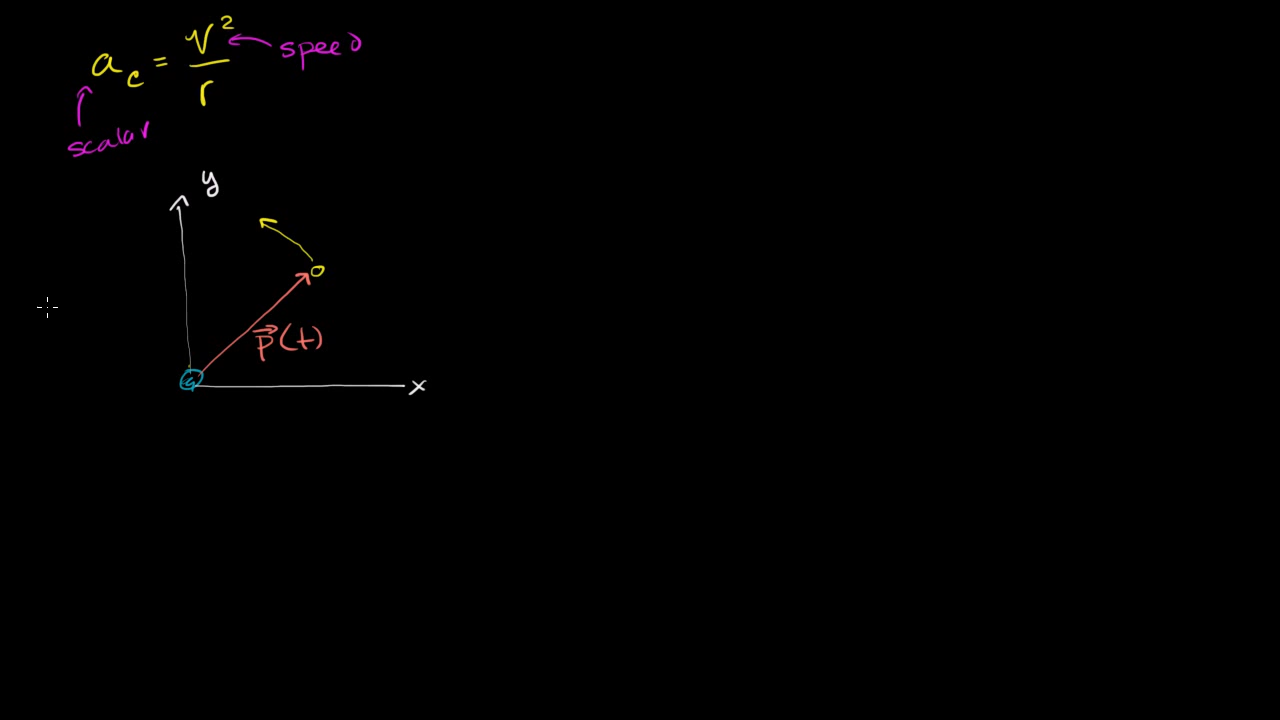 a_c = v²/r ← speed
scalar
y
p⃗(t)
x